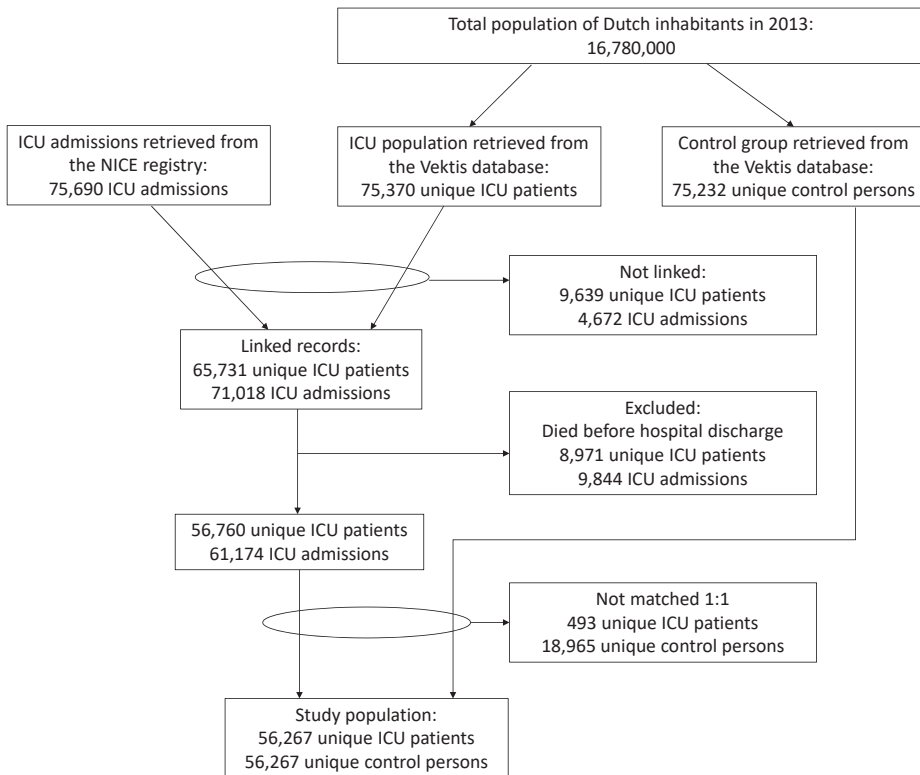 Total population of Dutch inhabitants in 2013:
16,780,000
ICU admissions retrieved from
the NICE registry:
75,690 ICU admissions
ICU population retrieved from
the Vektis database:
75,370 unique ICU patients
Control group retrieved from
the Vektis database:
75,232 unique control persons
Not linked:
9,639 unique ICU patients
4,672 ICU admissions
Linked records:
65,731 unique ICU patients
71,018 ICU admissions
Excluded:
Died before hospital discharge
8,971 unique ICU patients
9,844 ICU admissions
56,760 unique ICU patients
61,174 ICU admissions
Not matched 1:1
493 unique ICU patients
18,965 unique control persons
Study population:
56,267 unique ICU patients
56,267 unique control persons